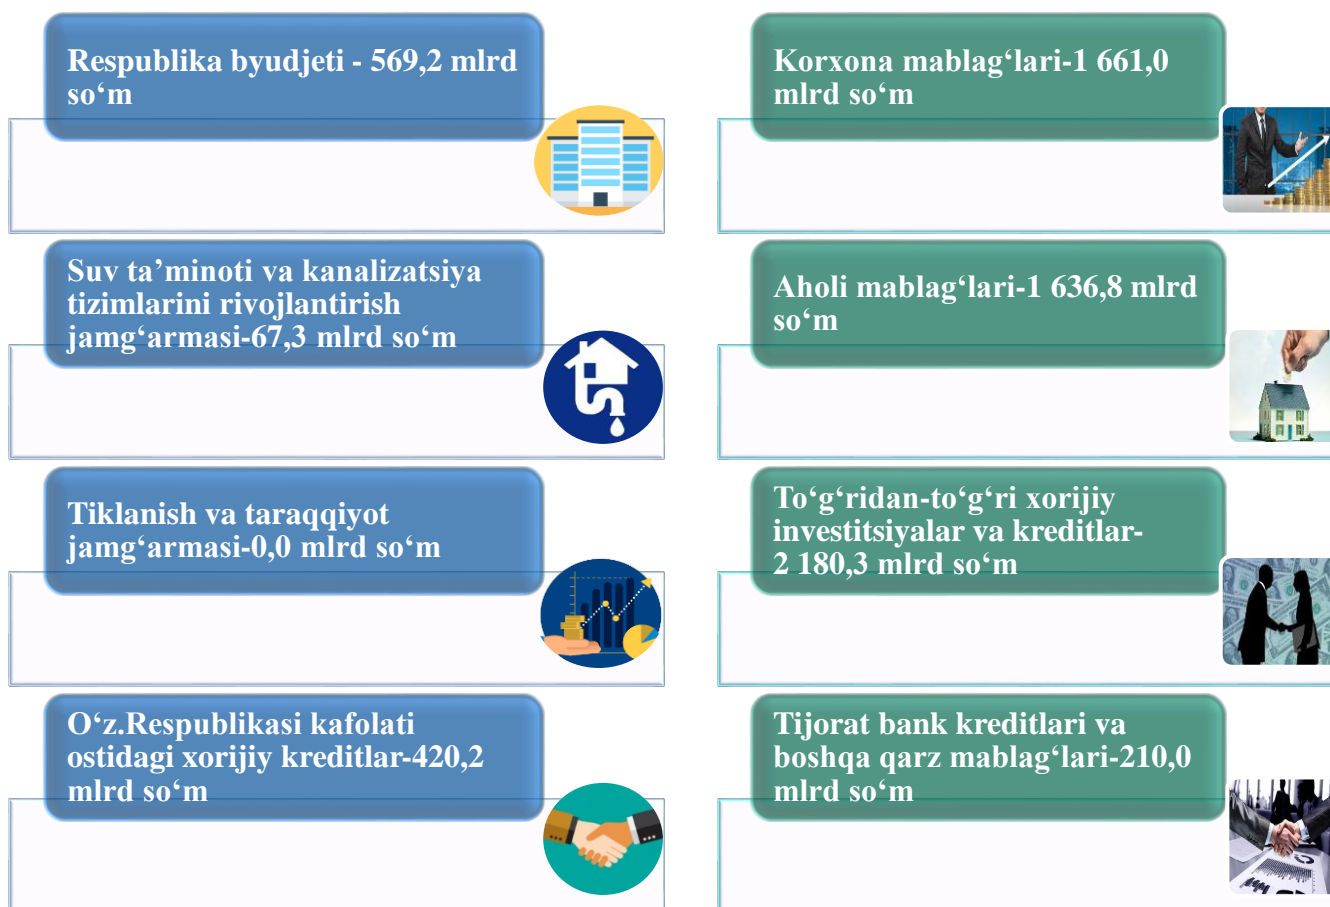 Respublika byudjeti - 569,2 mlrd
so‘m
Suv ta’minoti va kanalizatsiya
tizimlarini rivojlantirish
jamg‘armasi-67,3 mlrd so‘m
Tiklanish va taraqqiyot
jamg‘armasi-0,0 mlrd so‘m
O‘z.Respublikasi kafolati
ostidagi xorijiy kreditlar-420,2
mlrd so‘m
Korxona mablag‘lari-1 661,0
mlrd so‘m
Aholi mablag‘lari-1 636,8 mlrd
so‘m
To‘g‘ridan-to‘g‘ri xorijiy
investitsiyalar va kreditlar-
2 180,3 mlrd so‘m
Tijorat bank kreditlari va
boshqa qarz mablag‘lari-210,0
mlrd so‘m